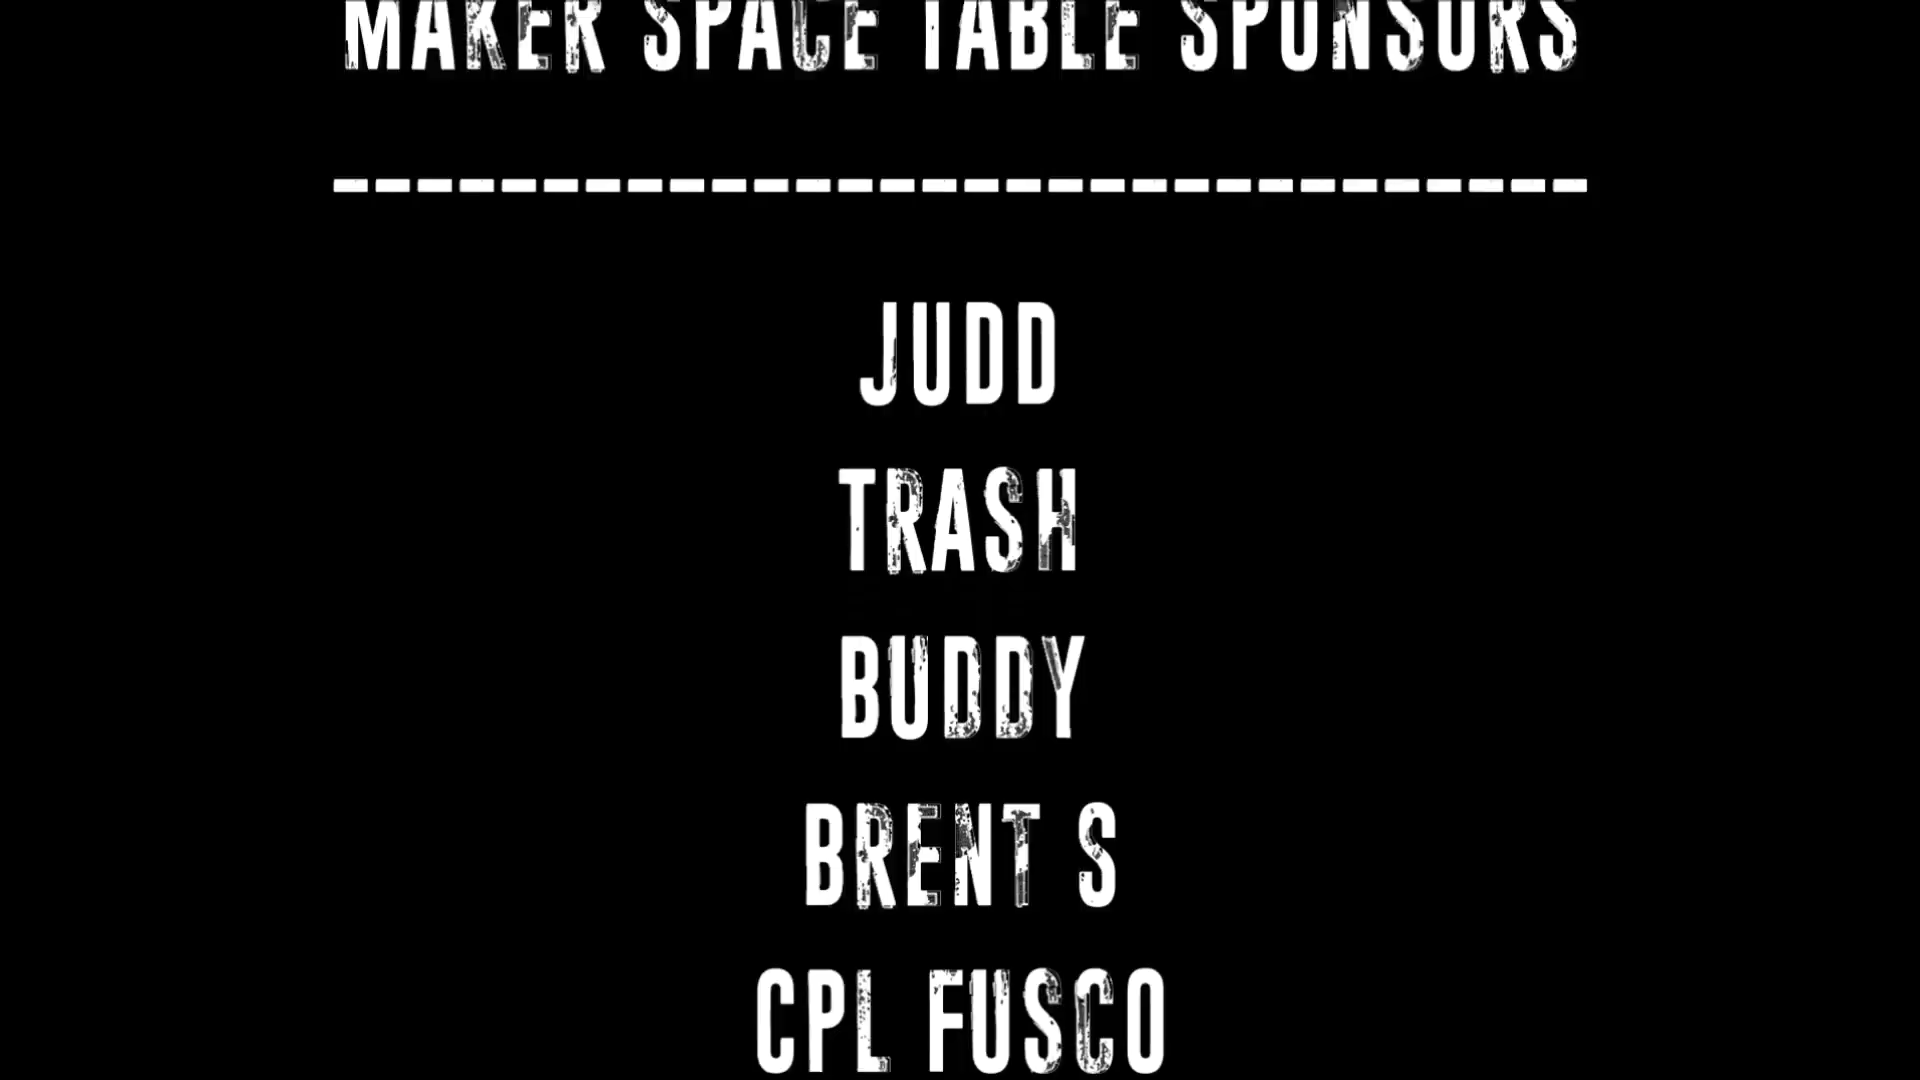 MAKER SPACE TABLE SPONSORS
------------------------------
JUDD
TRASH
BUDDY
BRENT S
CPL FUSCO